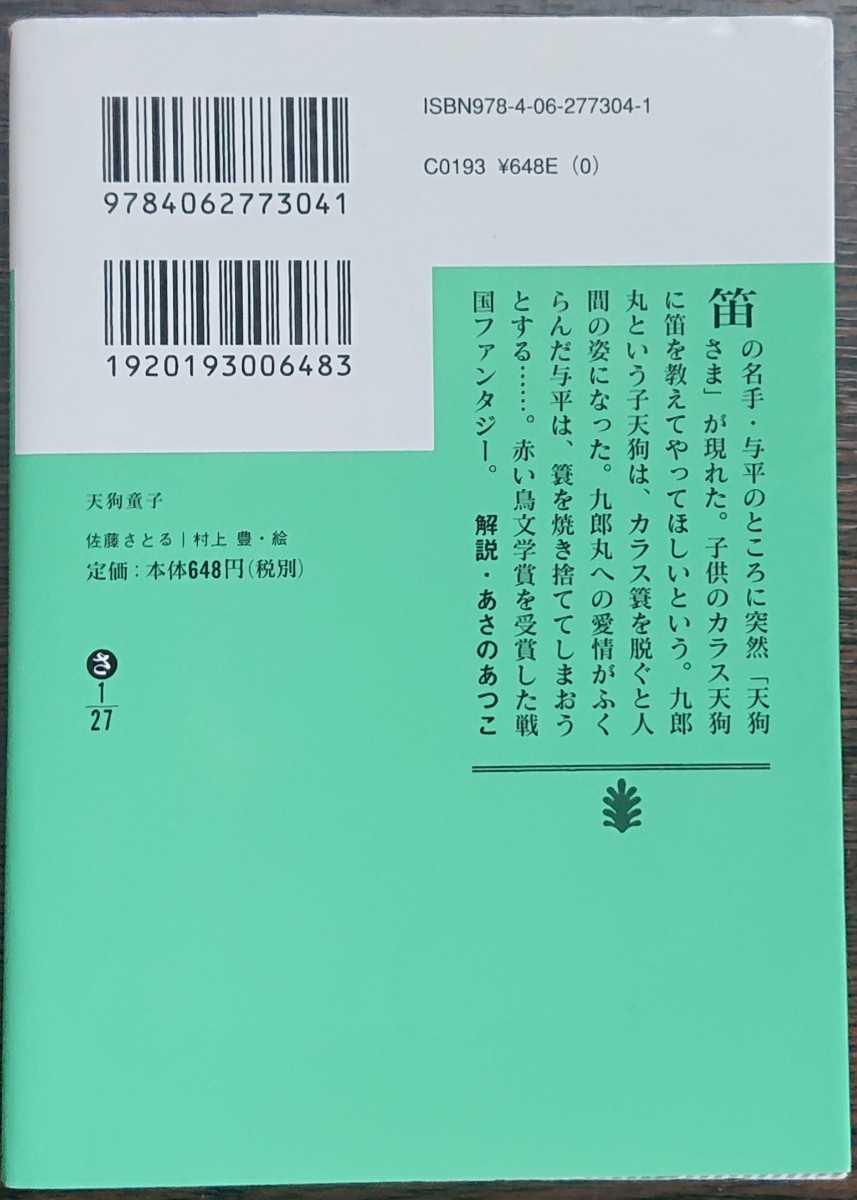 9784062773041
ISBN978-4-06-277304-1
C0193 ¥648E (0)
1920193006483
笛の名手・与平のところに突然「天狗
さま」が現れた。子供のカラス天狗
に笛を教えてやってほしいという。九郎
丸という子天狗は、カラス簑を脱ぐと人
間の姿になった。九郎丸への愛情がふく
らんだ与平は、簑を焼き捨ててしまおう
とする……。赤い鳥文学賞を受賞した戦
国ファンタジー。 解説・あさのあつこ
天狗童子
佐藤さとる|村上 豊・絵
定価:本体648円(税別)
さ
1
27